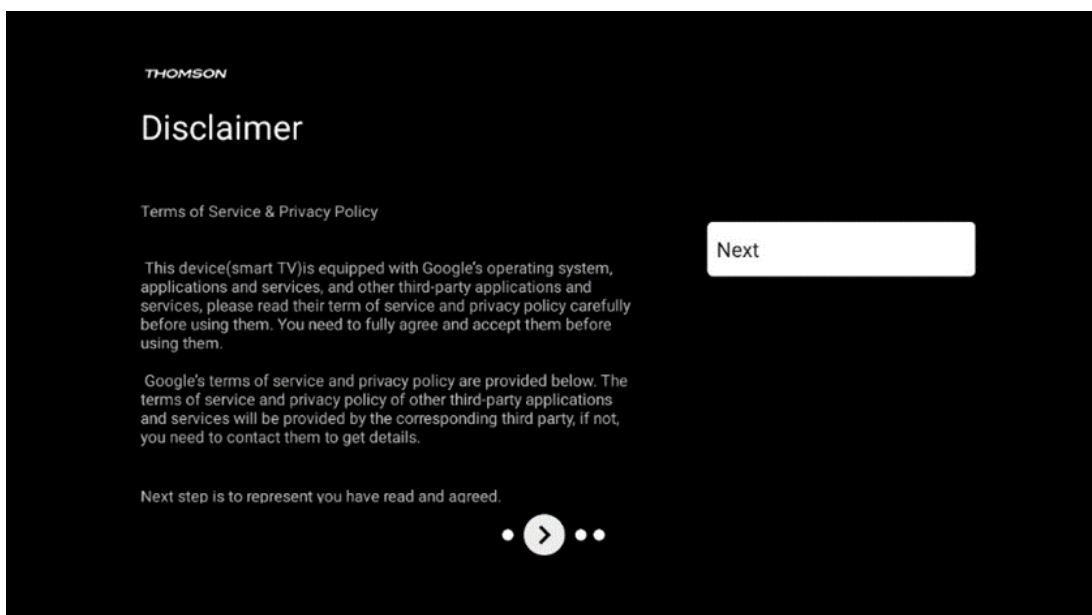 THOMSON
Disclaimer
Terms of Service & Privacy Policy
This device(smart TV)is equipped with Google's operating system,
applications and services, and other third-party applications and
services, please read their term of service and privacy policy carefully
before using them. You need to fully agree and accept them before
using them.
Google's terms of service and privacy policy are provided below. The
terms of service and privacy policy of other third-party applications
and services will be provided by the corresponding third party, if not,
you need to contact them to get details.
Next step is to represent you have read and agreed.
Next